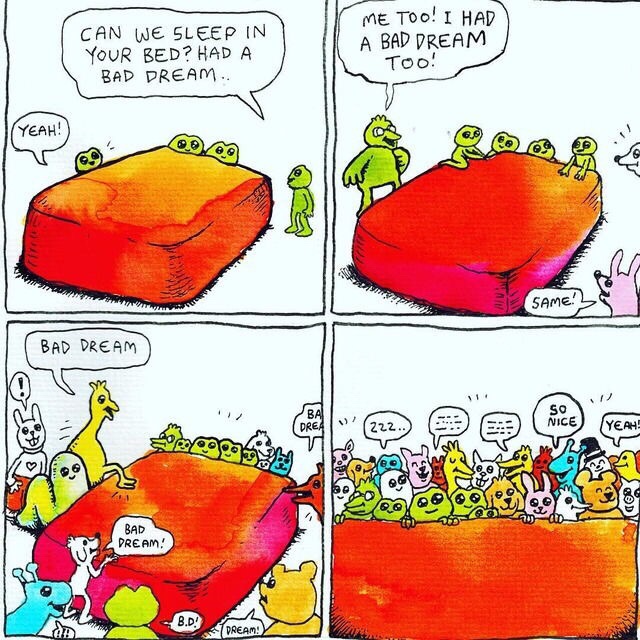 CAN WE SLEEP IN
YOUR BED? HAD A
BAD DREAM..
YEAH!
ME TOO! I HAD
A BAD DREAM
TOO!
SAME!
BAD DREAM
!
BA
DREA
BAD
DREAM!
B.D!
DREAM!
!!!
ZZZ..
SO
NICE
YEAH!